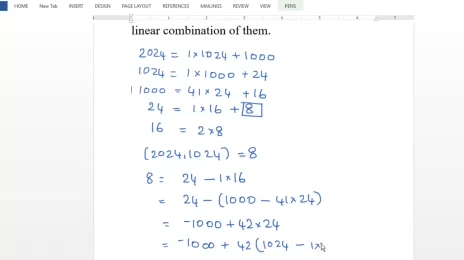 File Home New Tab INSERT DESIGN PAGE LAYOUT REFERENCES MAILINGS REVIEW VIEW PENS
linear combination of them.
2024 = 1×1024 + 1000
1024 = 1×1000 + 24
1000 = 41×24 + 16
24 = 1×16 + 8
16 = 2×8
(2024, 1024) = 8
8 = 24 - 1×16
= 24 - (1000 - 41×24)
= -1000 + 42×24
= -1000 + 42(1024 - 1×